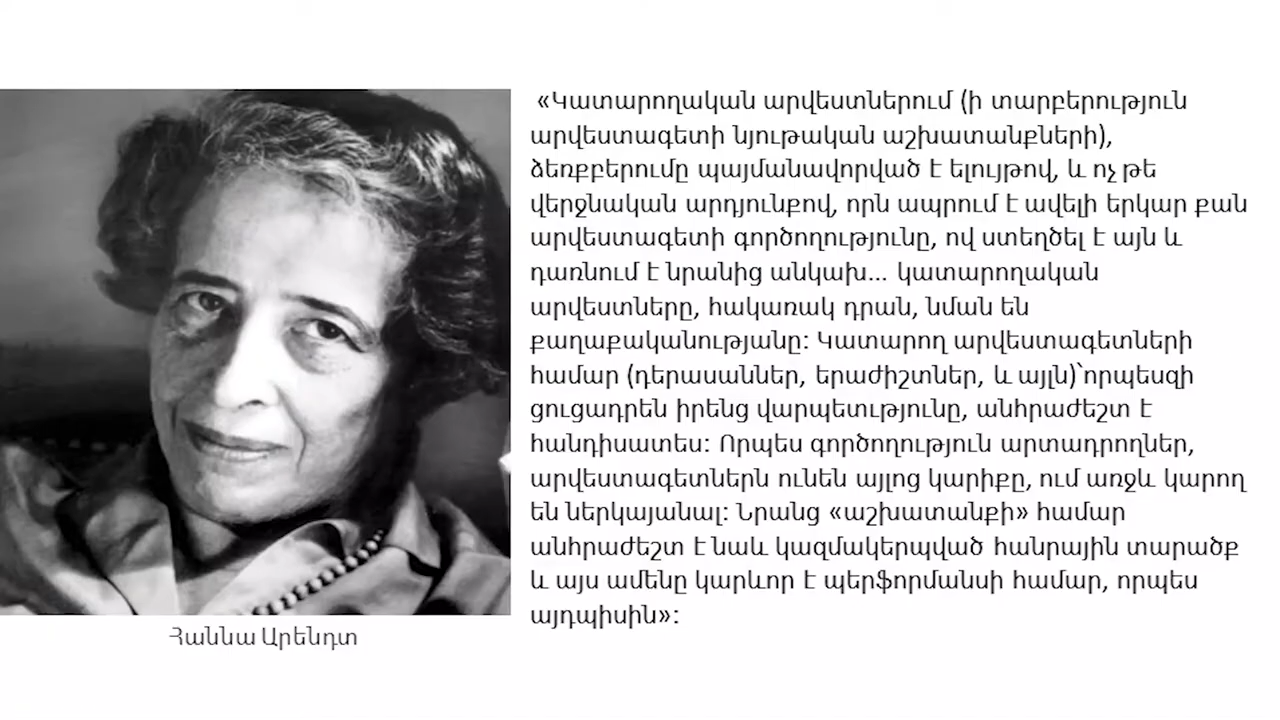 «Կատարողական արվեստներում (ի տարբերություն
արվեստագետի նյութական աշխատանքների),
ձեռքբերումը պայմանավորված է ելույթով, և ոչ թե
վերջնական արդյունքով, որն ապրում է ավելի երկար քան
արվեստագետի գործողությունը, ով ստեղծել է այն և
դառնում է նրանից անկախ... կատարողական
արվեստները, հակառակ դրան, նման են
քաղաքականությանը: Կատարող արվեստագետների
համար (դերասաններ, երաժիշտներ, և այլն)՝որպեսզի
ցուցադրեն իրենց վարպետւթյունը, անհրաժեշտ է
հանդիսատես: Որպես գործողություն արտադրողներ,
արվեստագետներն ունեն այլոց կարիքը, ում առջև կարող
են ներկայանալ: Նրանց «աշխատանքի» համար
անհրաժեշտ է նաև կազմակերպված հանրային տարածք
և այս ամենը կարևոր է պերֆորմանսի համար, որպես
այդպիսին»:
Հաննա Արենդտ